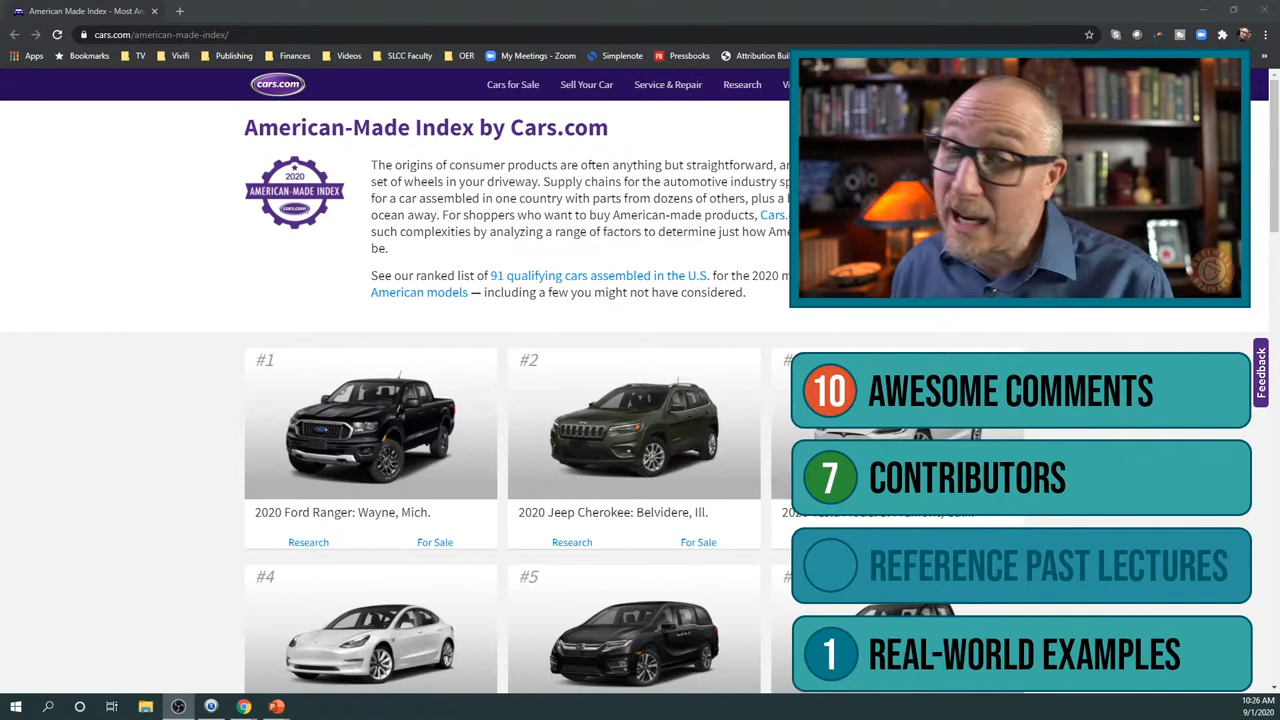 American Made Index - Most Am
cars.com/american-made-index/
Apps
Bookmarks
TV
Vivifi
Publishing
Finances
Videos
SLCC Faculty
OER
My Meetings - Zoom
Simplenote
Pressbooks
Attribution Buil
cars.com
Cars for Sale
Sell Your Car
Service & Repair
Research
American-Made Index by Cars.com
2020
AMERICAN-MADE INDEX
cars.com
The origins of consumer products are often anything but straightforward, an
set of wheels in your driveway. Supply chains for the automotive industry sp
for a car assembled in one country with parts from dozens of others, plus a b
ocean away. For shoppers who want to buy American-made products, Cars.
such complexities by analyzing a range of factors to determine just how Ame
be.
See our ranked list of 91 qualifying cars assembled in the U.S. for the 2020 m
American models — including a few you might not have considered.
#1
#2
2020 Ford Ranger: Wayne, Mich.
2020 Jeep Cherokee: Belvidere, Ill.
Research
For Sale
Research
For Sale
#4
#5
10 AWESOME COMMENTS
7 CONTRIBUTORS
REFERENCE PAST LECTURES
1 REAL-WORLD EXAMPLES
Feedback
10:26 AM
9/1/2020